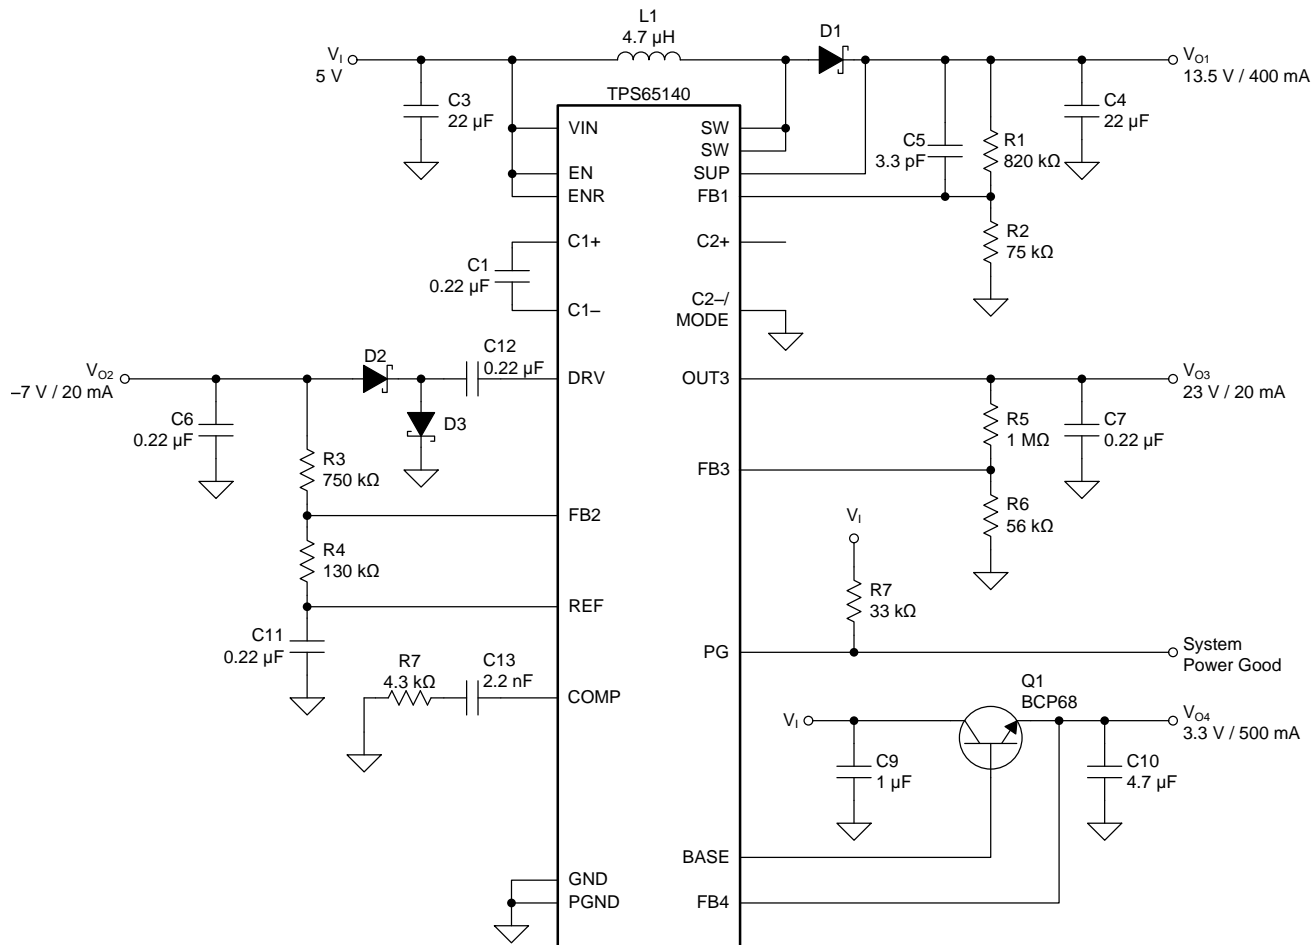 L1
4.7 µH
D1
VI
5 V
VO1
13.5 V / 400 mA
C3
22 µF
TPS65140
C4
22 µF
VIN
SW
SW
C5
3.3 pF
R1
820 kΩ
EN
SUP
ENR
FB1
C1+
C2+
R2
75 kΩ
C1
0.22 µF
C1–
C2–/
MODE
D2
C12
0.22 µF
VO2
–7 V / 20 mA
DRV
OUT3
VO3
23 V / 20 mA
C6
0.22 µF
D3
R5
1 MΩ
C7
0.22 µF
R3
750 kΩ
FB3
FB2
R6
56 kΩ
VI
R4
130 kΩ
R7
33 kΩ
REF
C11
0.22 µF
PG
System
Power Good
R7
4.3 kΩ
C13
2.2 nF
COMP
Q1
BCP68
VI
VO4
3.3 V / 500 mA
C9
1 µF
C10
4.7 µF
BASE
GND
PGND
FB4